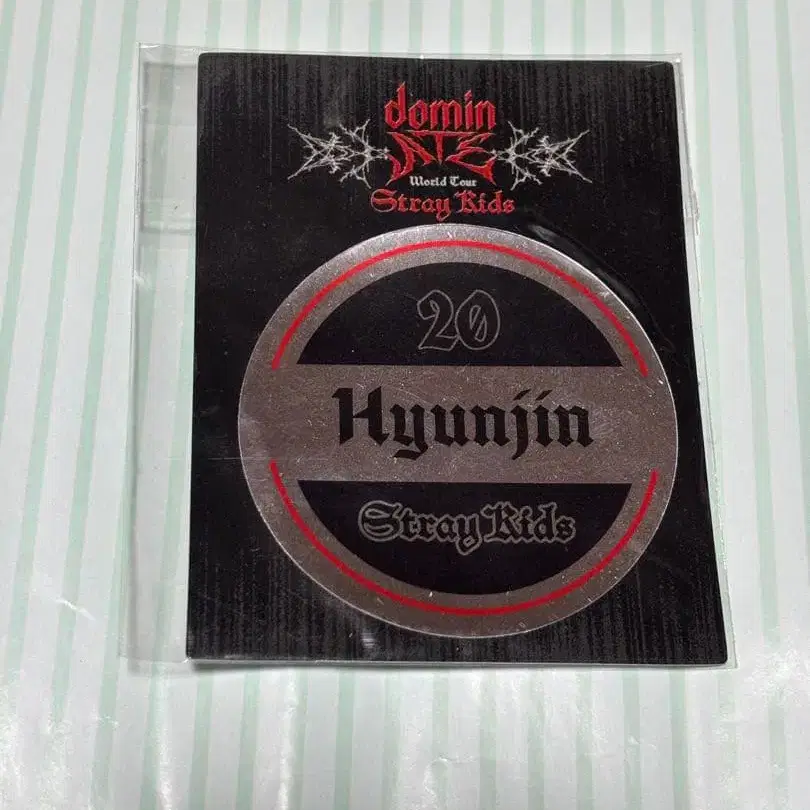 domin
ATE
World Tour
Stray Kids
20
Hyunjin
Stray Kids